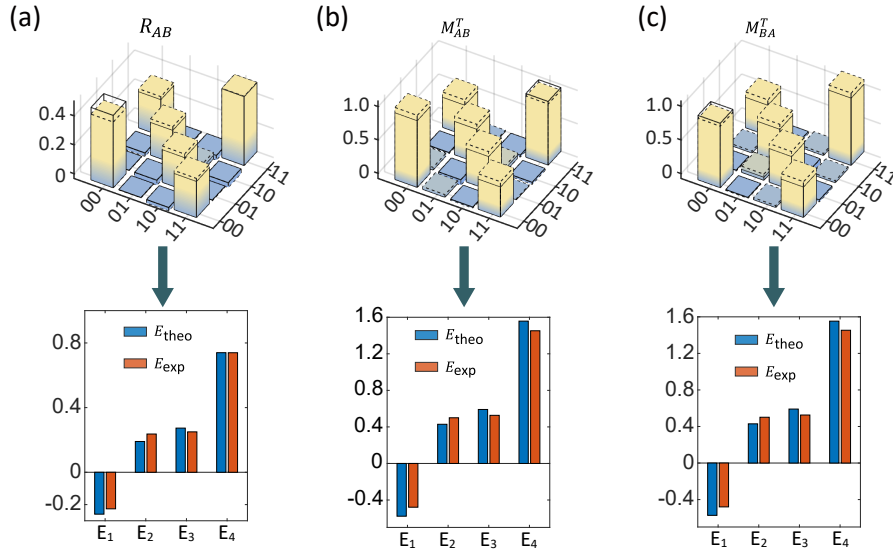 (a)
R_AB
0.4
0.2
0
00
01
10
11
00
01
10
11
0.8
0.4
0
-0.2
E_theo
E_exp
E₁
E₂
E₃
E₄
(b)
M^T_AB
1.0
0.5
0
00
01
10
11
00
01
10
11
1.6
1.2
0.8
0.4
0
-0.4
E_theo
E_exp
E₁
E₂
E₃
E₄
(c)
M^T_BA
1.0
0.5
0
00
01
10
11
00
01
10
11
1.6
1.2
0.8
0.4
0
-0.4
E_theo
E_exp
E₁
E₂
E₃
E₄